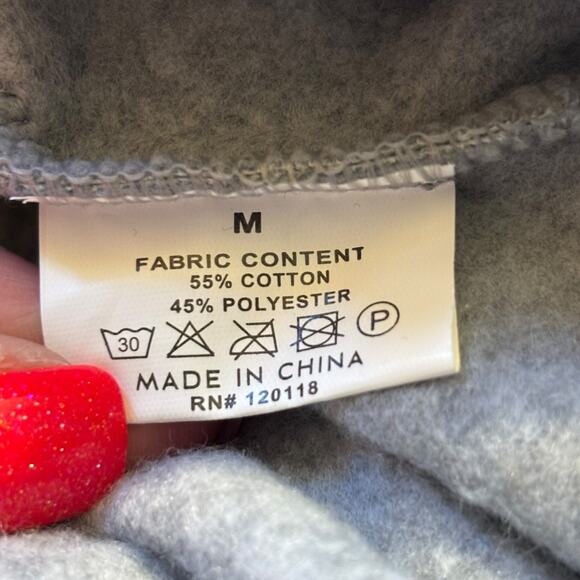 M
FABRIC CONTENT
55% COTTON
45% POLYESTER
30 P
MADE IN CHINA
RN# 120118